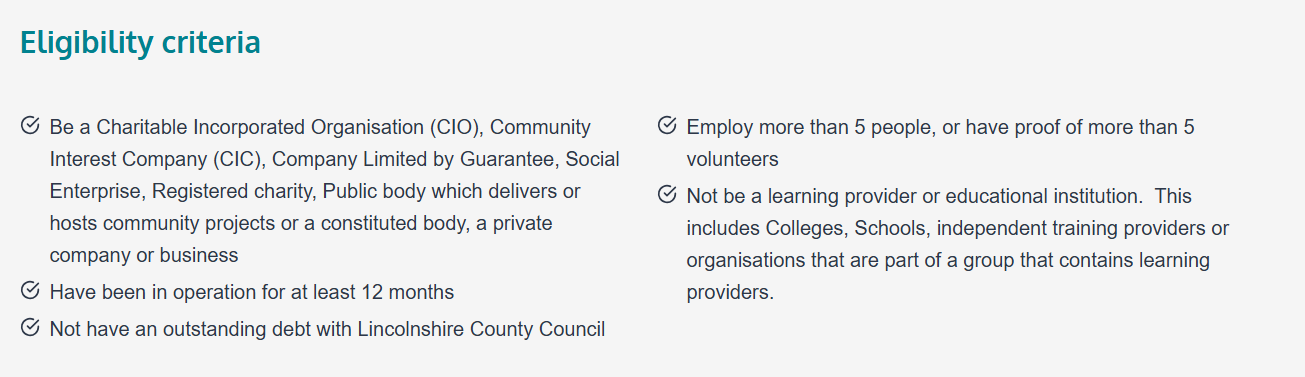 Eligibility criteria
Be a Charitable Incorporated Organisation (CIO), Community
Interest Company (CIC), Company Limited by Guarantee, Social
Enterprise, Registered charity, Public body which delivers or
hosts community projects or a constituted body, a private
company or business
Have been in operation for at least 12 months
Not have an outstanding debt with Lincolnshire County Council
Employ more than 5 people, or have proof of more than 5
volunteers
Not be a learning provider or educational institution.  This
includes Colleges, Schools, independent training providers or
organisations that are part of a group that contains learning
providers.